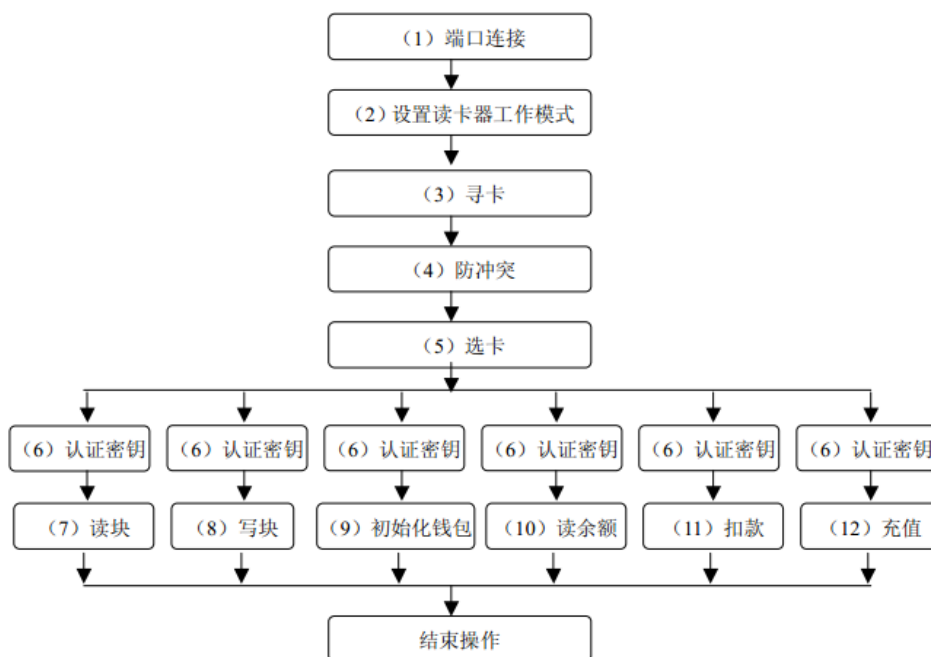 （1）端口连接
（2）设置读卡器工作模式
（3）寻卡
（4）防冲突
（5）选卡
（6）认证密钥
（6）认证密钥
（6）认证密钥
（6）认证密钥
（6）认证密钥
（6）认证密钥
（7）读块
（8）写块
（9）初始化钱包
（10）读余额
（11）扣款
（12）充值
结束操作